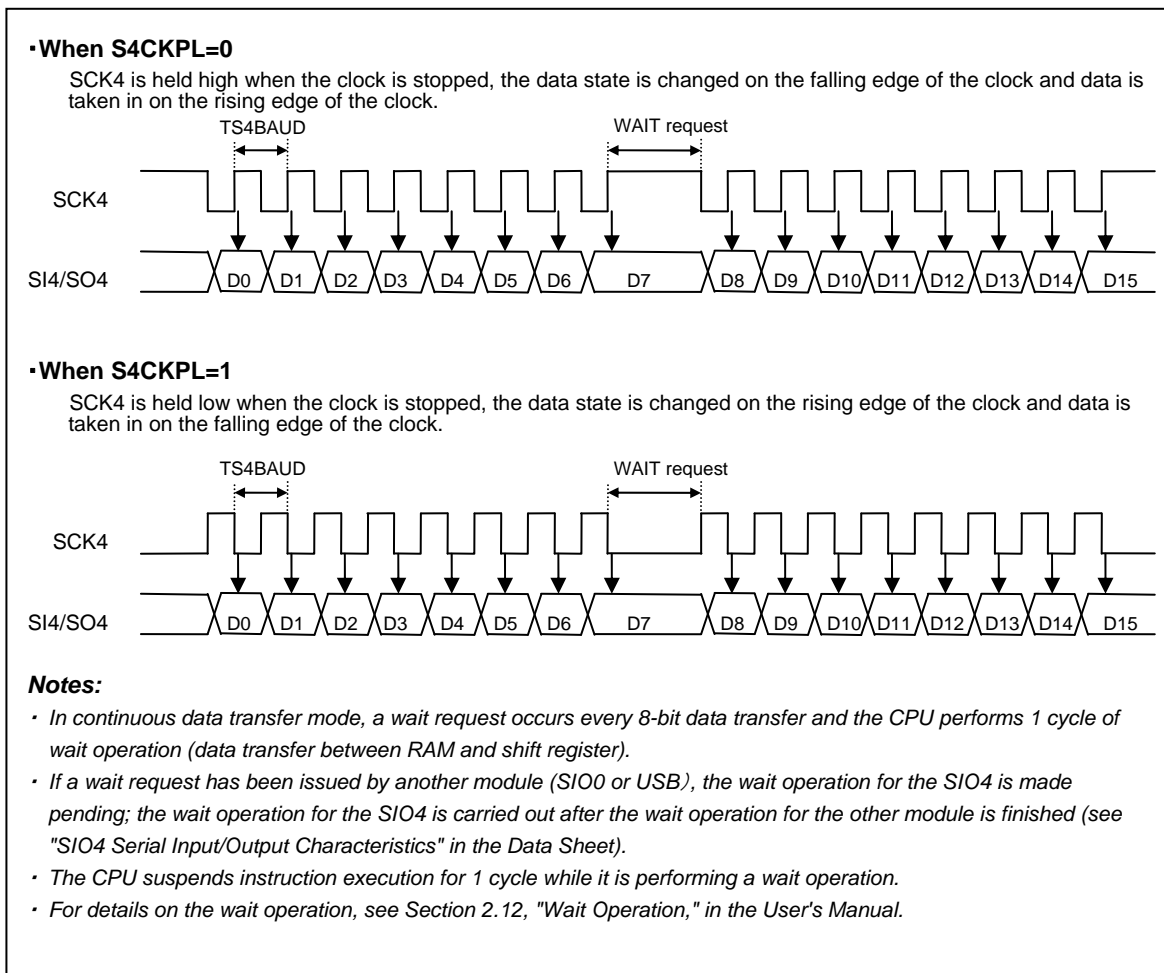 ・When S4CKPL=0
SCK4 is held high when the clock is stopped, the data state is changed on the falling edge of the clock and data is
taken in on the rising edge of the clock.
TS4BAUD WAIT request
SCK4
SI4/SO4 D0 D1 D2 D3 D4 D5 D6 D7 D8 D9 D10 D11 D12 D13 D14 D15
・When S4CKPL=1
SCK4 is held low when the clock is stopped, the data state is changed on the rising edge of the clock and data is
taken in on the falling edge of the clock.
TS4BAUD WAIT request
SCK4
SI4/SO4 D0 D1 D2 D3 D4 D5 D6 D7 D8 D9 D10 D11 D12 D13 D14 D15
Notes:
・ In continuous data transfer mode, a wait request occurs every 8-bit data transfer and the CPU performs 1 cycle of
wait operation (data transfer between RAM and shift register).
・ If a wait request has been issued by another module (SIO0 or USB), the wait operation for the SIO4 is made
pending; the wait operation for the SIO4 is carried out after the wait operation for the other module is finished (see
"SIO4 Serial Input/Output Characteristics" in the Data Sheet).
・ The CPU suspends instruction execution for 1 cycle while it is performing a wait operation.
・ For details on the wait operation, see Section 2.12, "Wait Operation," in the User's Manual.